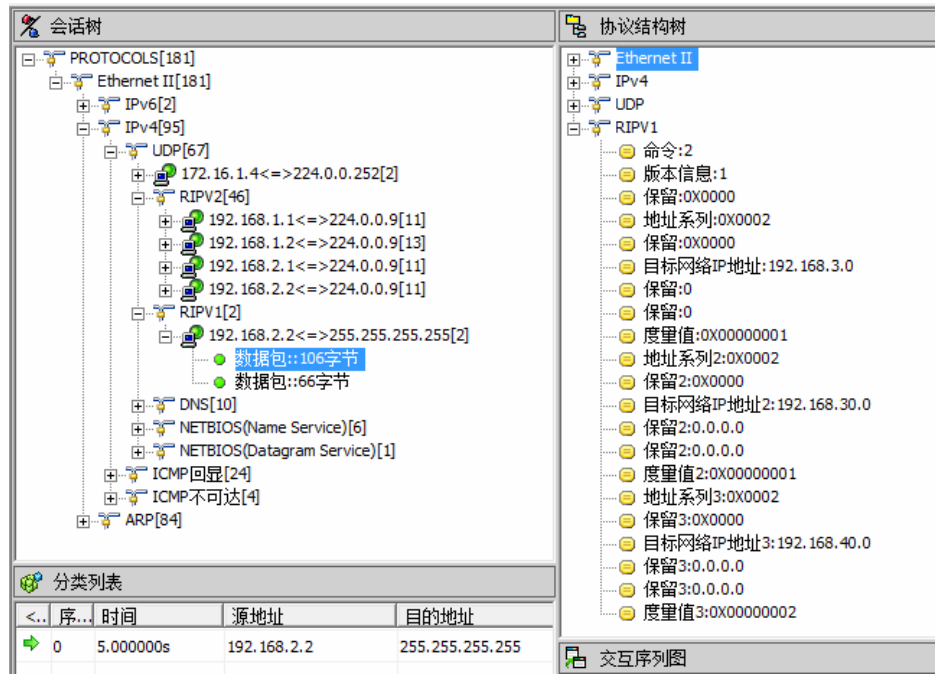 会话树
PROTOCOLS[181]
Ethernet II[181]
IPv6[2]
IPv4[95]
UDP[67]
172.16.1.4<=>224.0.0.252[2]
RIPV2[46]
192.168.1.1<=>224.0.0.9[11]
192.168.1.2<=>224.0.0.9[13]
192.168.2.1<=>224.0.0.9[11]
192.168.2.2<=>224.0.0.9[11]
RIPV1[2]
192.168.2.2<=>255.255.255.255[2]
数据包::106字节
数据包::66字节
DNS[10]
NETBIOS(Name Service)[6]
NETBIOS(Datagram Service)[1]
ICMP回显[24]
ICMP不可达[4]
ARP[84]
分类列表
<.. 序... 时间 源地址 目的地址
0 5.000000s 192.168.2.2 255.255.255.255
协议结构树
Ethernet II
IPv4
UDP
RIPV1
命令:2
版本信息:1
保留:0X0000
地址系列:0X0002
保留:0X0000
目标网络IP地址:192.168.3.0
保留:0
保留:0
度量值:0X00000001
地址系列2:0X0002
保留2:0X0000
目标网络IP地址2:192.168.30.0
保留2:0.0.0.0
保留2:0.0.0.0
度量值2:0X00000001
地址系列3:0X0002
保留3:0X0000
目标网络IP地址3:192.168.40.0
保留3:0.0.0.0
保留3:0.0.0.0
度量值3:0X00000002
交互序列图